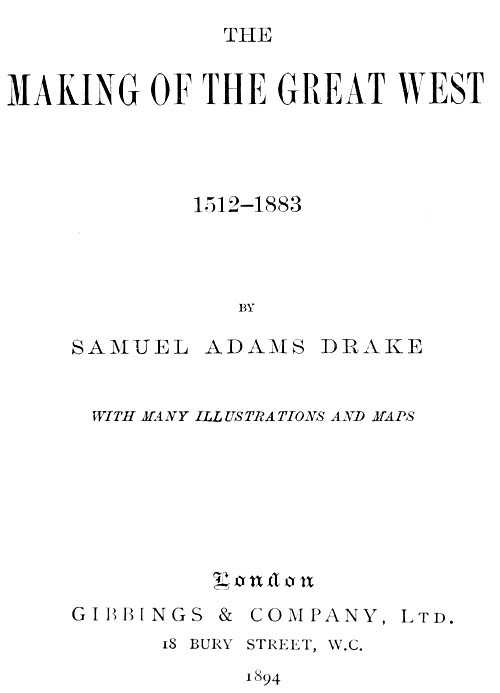 THE
MAKING OF THE GREAT WEST
1512–1883
BY
SAMUEL ADAMS DRAKE
WITH MANY ILLUSTRATIONS AND MAPS
London
GIBBINGS & COMPANY, LTD.
18 BURY STREET, W.C.
1894